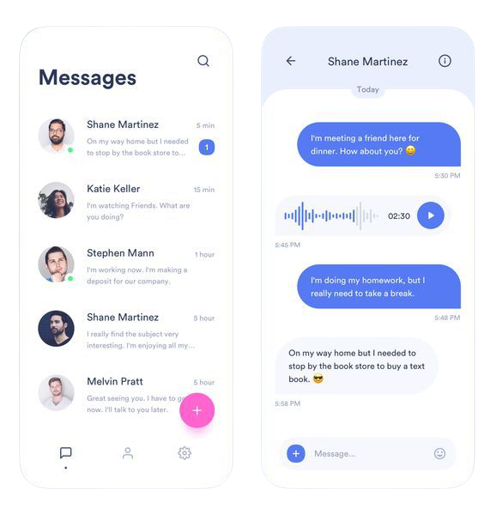 Messages
Shane Martinez
5 min
On my way home but I needed
to stop by the book store to...
1
Katie Keller
15 min
I'm watching Friends. What are
you doing?
Stephen Mann
1 hour
I'm working now. I'm making a
deposit for our company.
Shane Martinez
5 hour
I really find the subject very
interesting. I'm enjoying all my...
Melvin Pratt
5 hour
Great seeing you. I have to go
now. I'll talk to you later.
Shane Martinez
Today
I'm meeting a friend here for
dinner. How about you? 😄
5:30 PM
02:30
5:45 PM
I'm doing my homework, but I
really need to take a break.
5:48 PM
On my way home but I needed to
stop by the book store to buy a text
book. 😎
5:58 PM
Message...